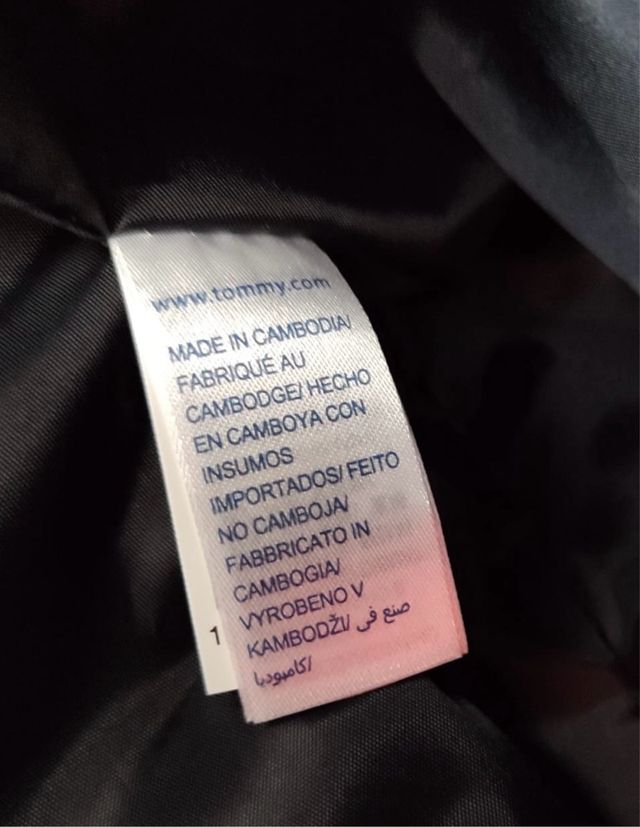 www.tommy.com
MADE IN CAMBODIA/
FABRIQUÉ AU
CAMBODGE/ HECHO
EN CAMBOYA CON
INSUMOS
IMPORTADOS/ FEITO
NO CAMBOJA/
FABBRICATO IN
CAMBOGIA/
VYROBENO V
KAMBODŽI/ صنع في
كامبوديا/
1